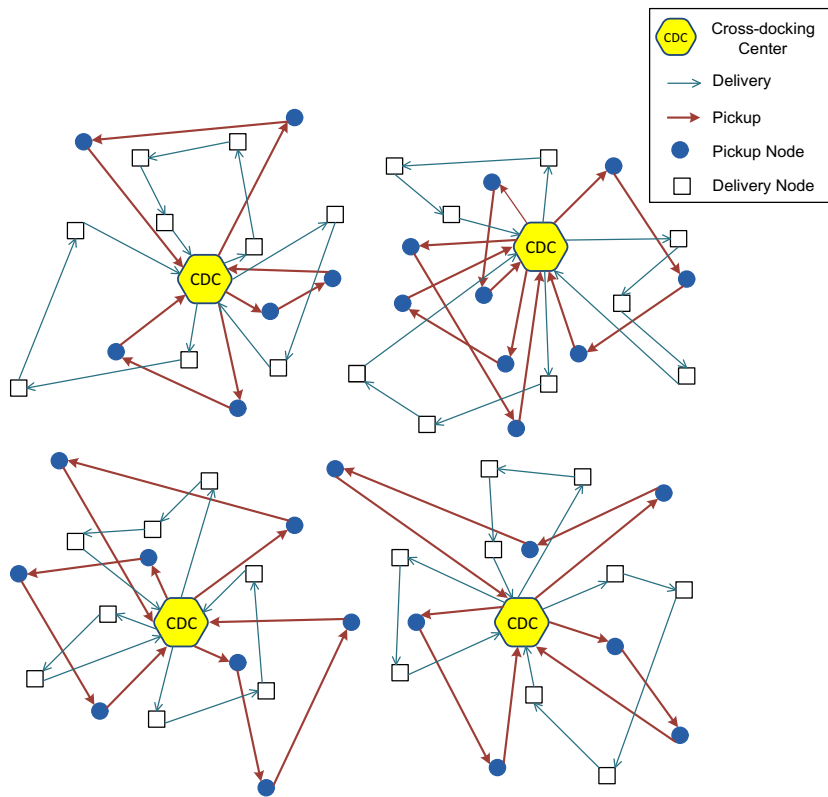 CDC
Cross-docking
Center
Delivery
Pickup
Pickup Node
Delivery Node
CDC
CDC
CDC
CDC